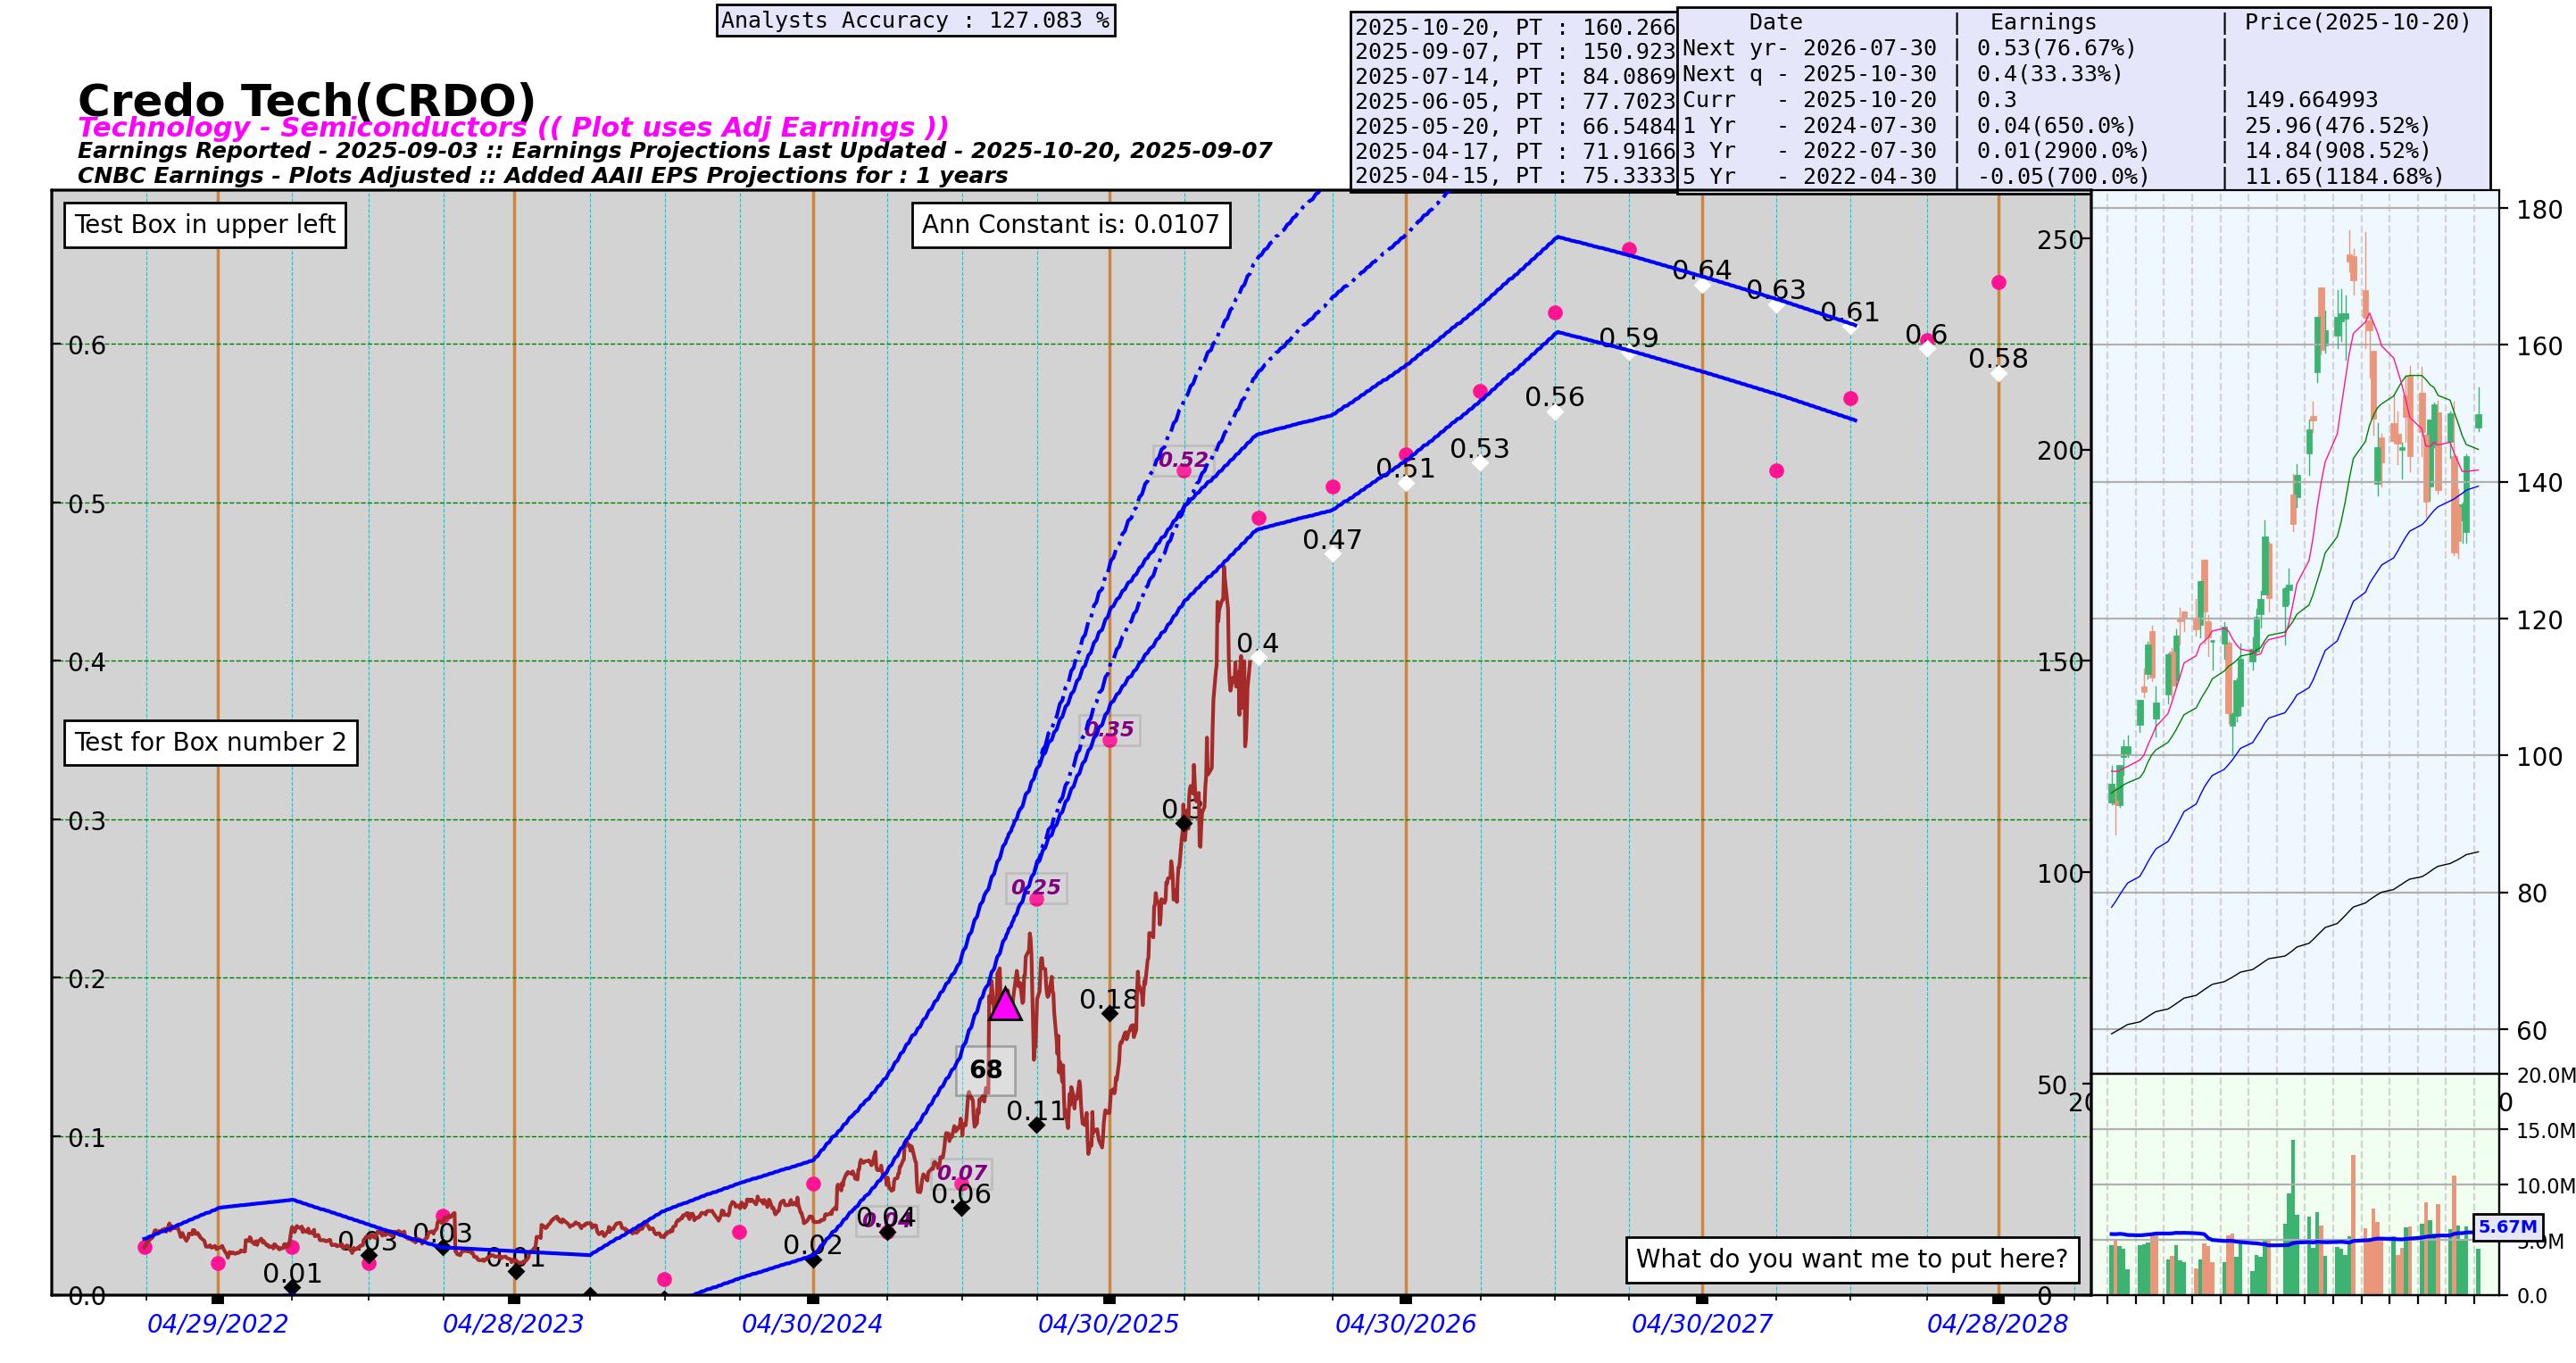 Analysts Accuracy : 127.083 %
2025-10-20, PT : 160.266
2025-09-07, PT : 150.923
2025-07-14, PT : 84.0869
2025-06-05, PT : 77.7023
2025-05-20, PT : 66.5484
2025-04-17, PT : 71.9166
2025-04-15, PT : 75.3333
Date | Earnings | Price(2025-10-20)
Next yr- 2026-07-30 | 0.53(76.67%) |
Next q - 2025-10-30 | 0.4(33.33%) |
Curr - 2025-10-20 | 0.3 | 149.664993
1 Yr - 2024-07-30 | 0.04(650.0%) | 25.96(476.52%)
3 Yr - 2022-07-30 | 0.01(2900.0%) | 14.84(908.52%)
5 Yr - 2022-04-30 | -0.05(700.0%) | 11.65(1184.68%)
Credo Tech(CRDO)
Technology - Semiconductors (( Plot uses Adj Earnings ))
Earnings Reported - 2025-09-03 :: Earnings Projections Last Updated - 2025-10-20, 2025-09-07
CNBC Earnings - Plots Adjusted :: Added AAII EPS Projections for : 1 years
Test Box in upper left
Ann Constant is: 0.0107
Test for Box number 2
What do you want me to put here?
0.6
0.5
0.4
0.3
0.2
0.1
0.0
0.01
0.03
0.03
0.01
0.02
0.04
0.04
0.07
0.06
68
0.11
0.25
0.18
0.35
0.3
0.52
0.4
0.47
0.51
0.53
0.56
0.59
0.64
0.63
0.61
0.6
0.58
250
200
150
100
50
0
180
160
140
120
100
80
60
20
0
20.0M
15.0M
10.0M
5.67M
5.0M
0.0
04/29/2022
04/28/2023
04/30/2024
04/30/2025
04/30/2026
04/30/2027
04/28/2028